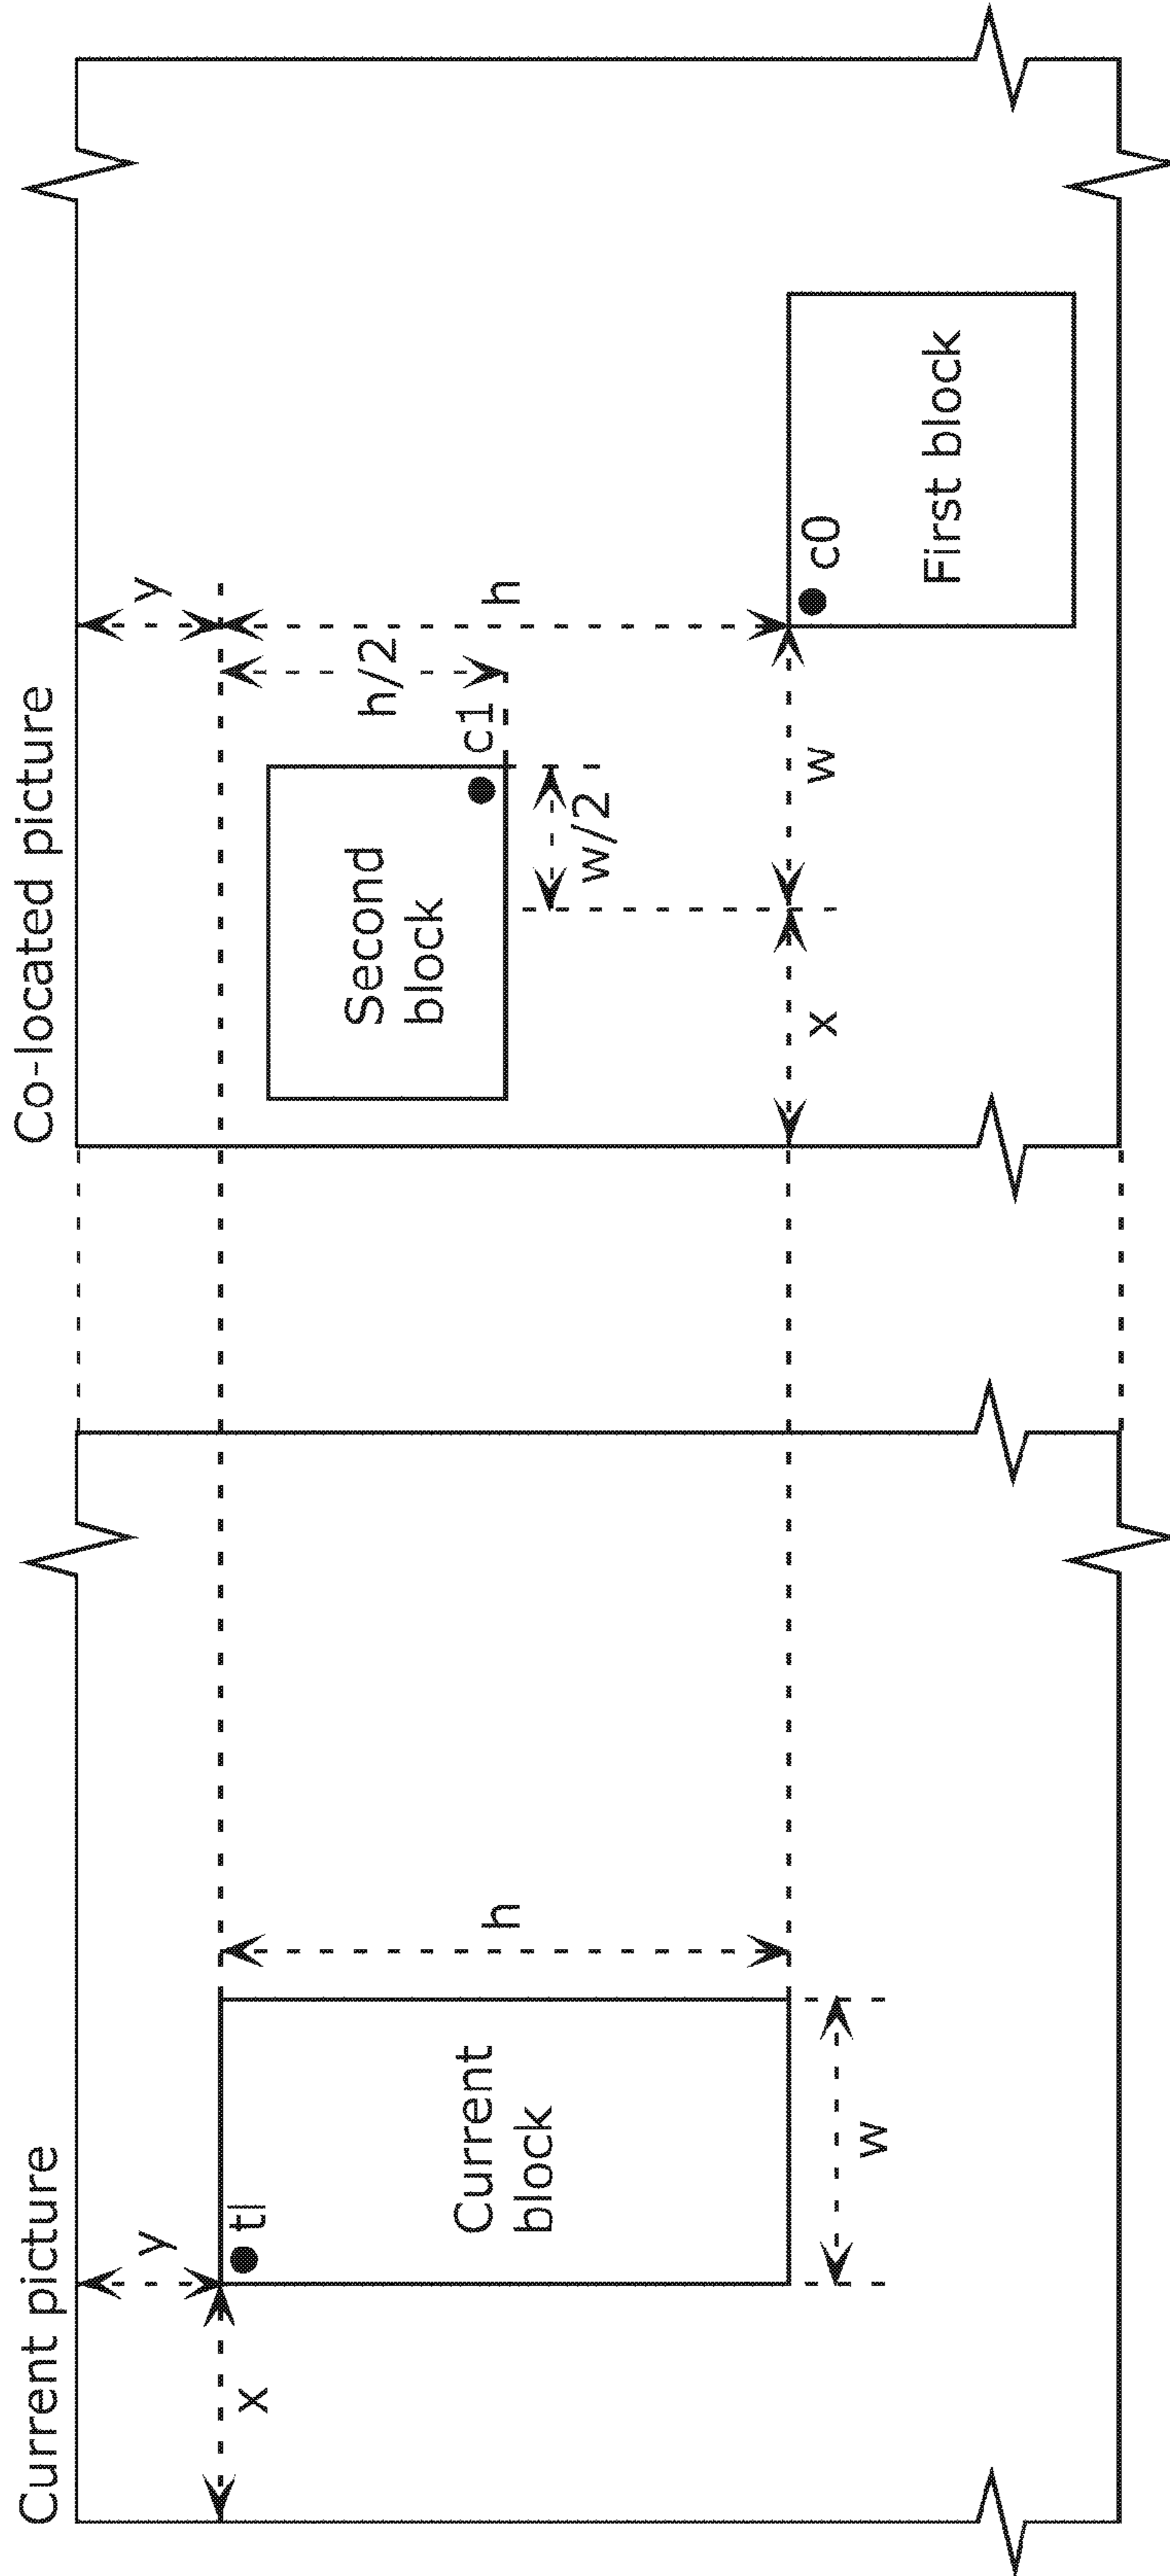 Current picture
y
x
tl
Current
block
h
w
Co-located picture
y
h
h/2
c1
Second
block
w/2
x
w
c0
First block